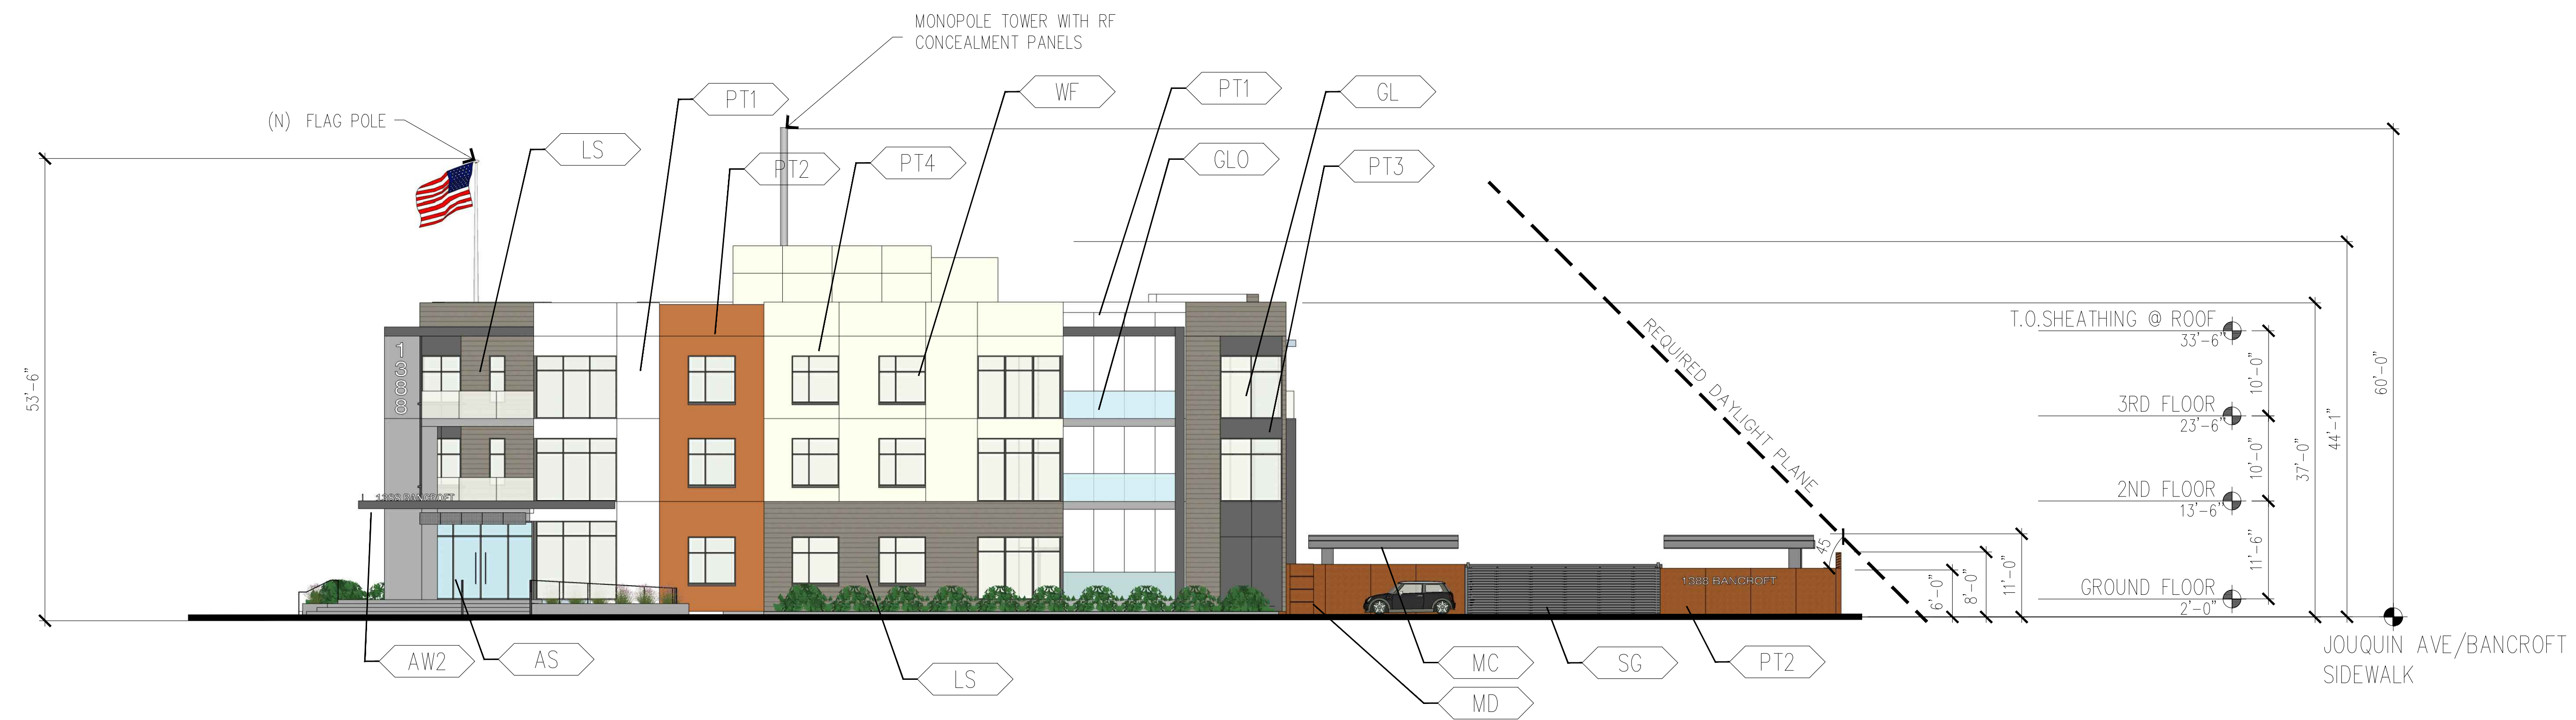 MONOPOLE TOWER WITH RF
CONCEALMENT PANELS
(N) FLAG POLE
LS
PT1
PT2
PT4
WF
PT1
GLO
GL
PT3
53'-6"
1388
1388 BANCROFT
REQUIRED DAYLIGHT PLANE
45
1388 BANCROFT
6'-0"
8'-0"
11'-0"
T.O.SHEATHING @ ROOF
33'-6"
10'-0"
3RD FLOOR
23'-6"
10'-0"
2ND FLOOR
13'-6"
11'-6"
GROUND FLOOR
2'-0"
37'-0"
44'-1"
60'-0"
JOUQUIN AVE/BANCROFT
SIDEWALK
AW2
AS
LS
MC
MD
SG
PT2